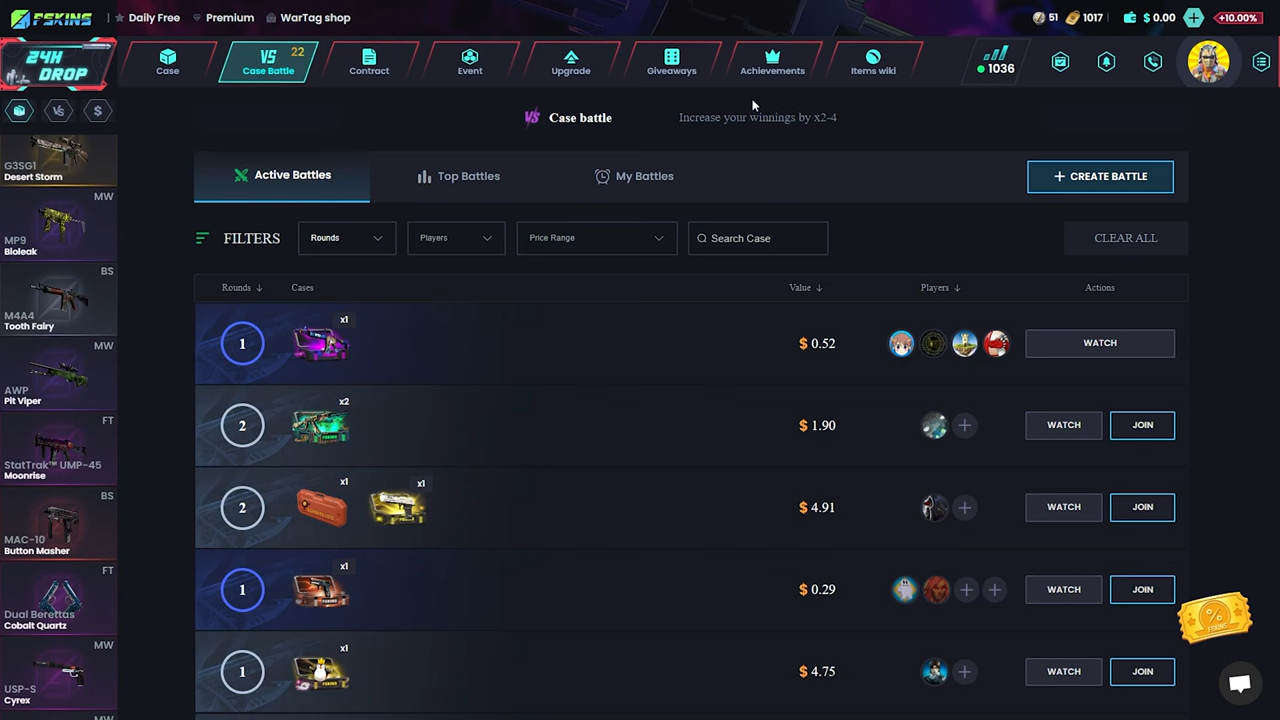 FSKINS
Daily Free
Premium
WarTag shop
51
1017
$ 0.00
+10.00%
24H
DROP
Case
VS
22
Case Battle
Contract
Event
Upgrade
Giveaways
Achievements
Items wiki
1036
VS
$
VS
Case battle
Increase your winnings by x2-4
G3SG1
Desert Storm
MW
MP9
Bioleak
BS
M4A4
Tooth Fairy
MW
AWP
Pit Viper
FT
StatTrak™ UMP-45
Moonrise
BS
MAC-10
Button Masher
FT
Dual Berettas
Cobalt Quartz
MW
USP-S
Cyrex
MW
Active Battles
Top Battles
My Battles
+ CREATE BATTLE
FILTERS
Rounds
Players
Price Range
Search Case
CLEAR ALL
Rounds ↓
Cases
Value ↓
Players ↓
Actions
1
x1
$ 0.52
WATCH
2
x2
$ 1.90
WATCH
JOIN
2
x1
x1
$ 4.91
WATCH
JOIN
1
x1
$ 0.29
WATCH
JOIN
1
x1
$ 4.75
WATCH
JOIN